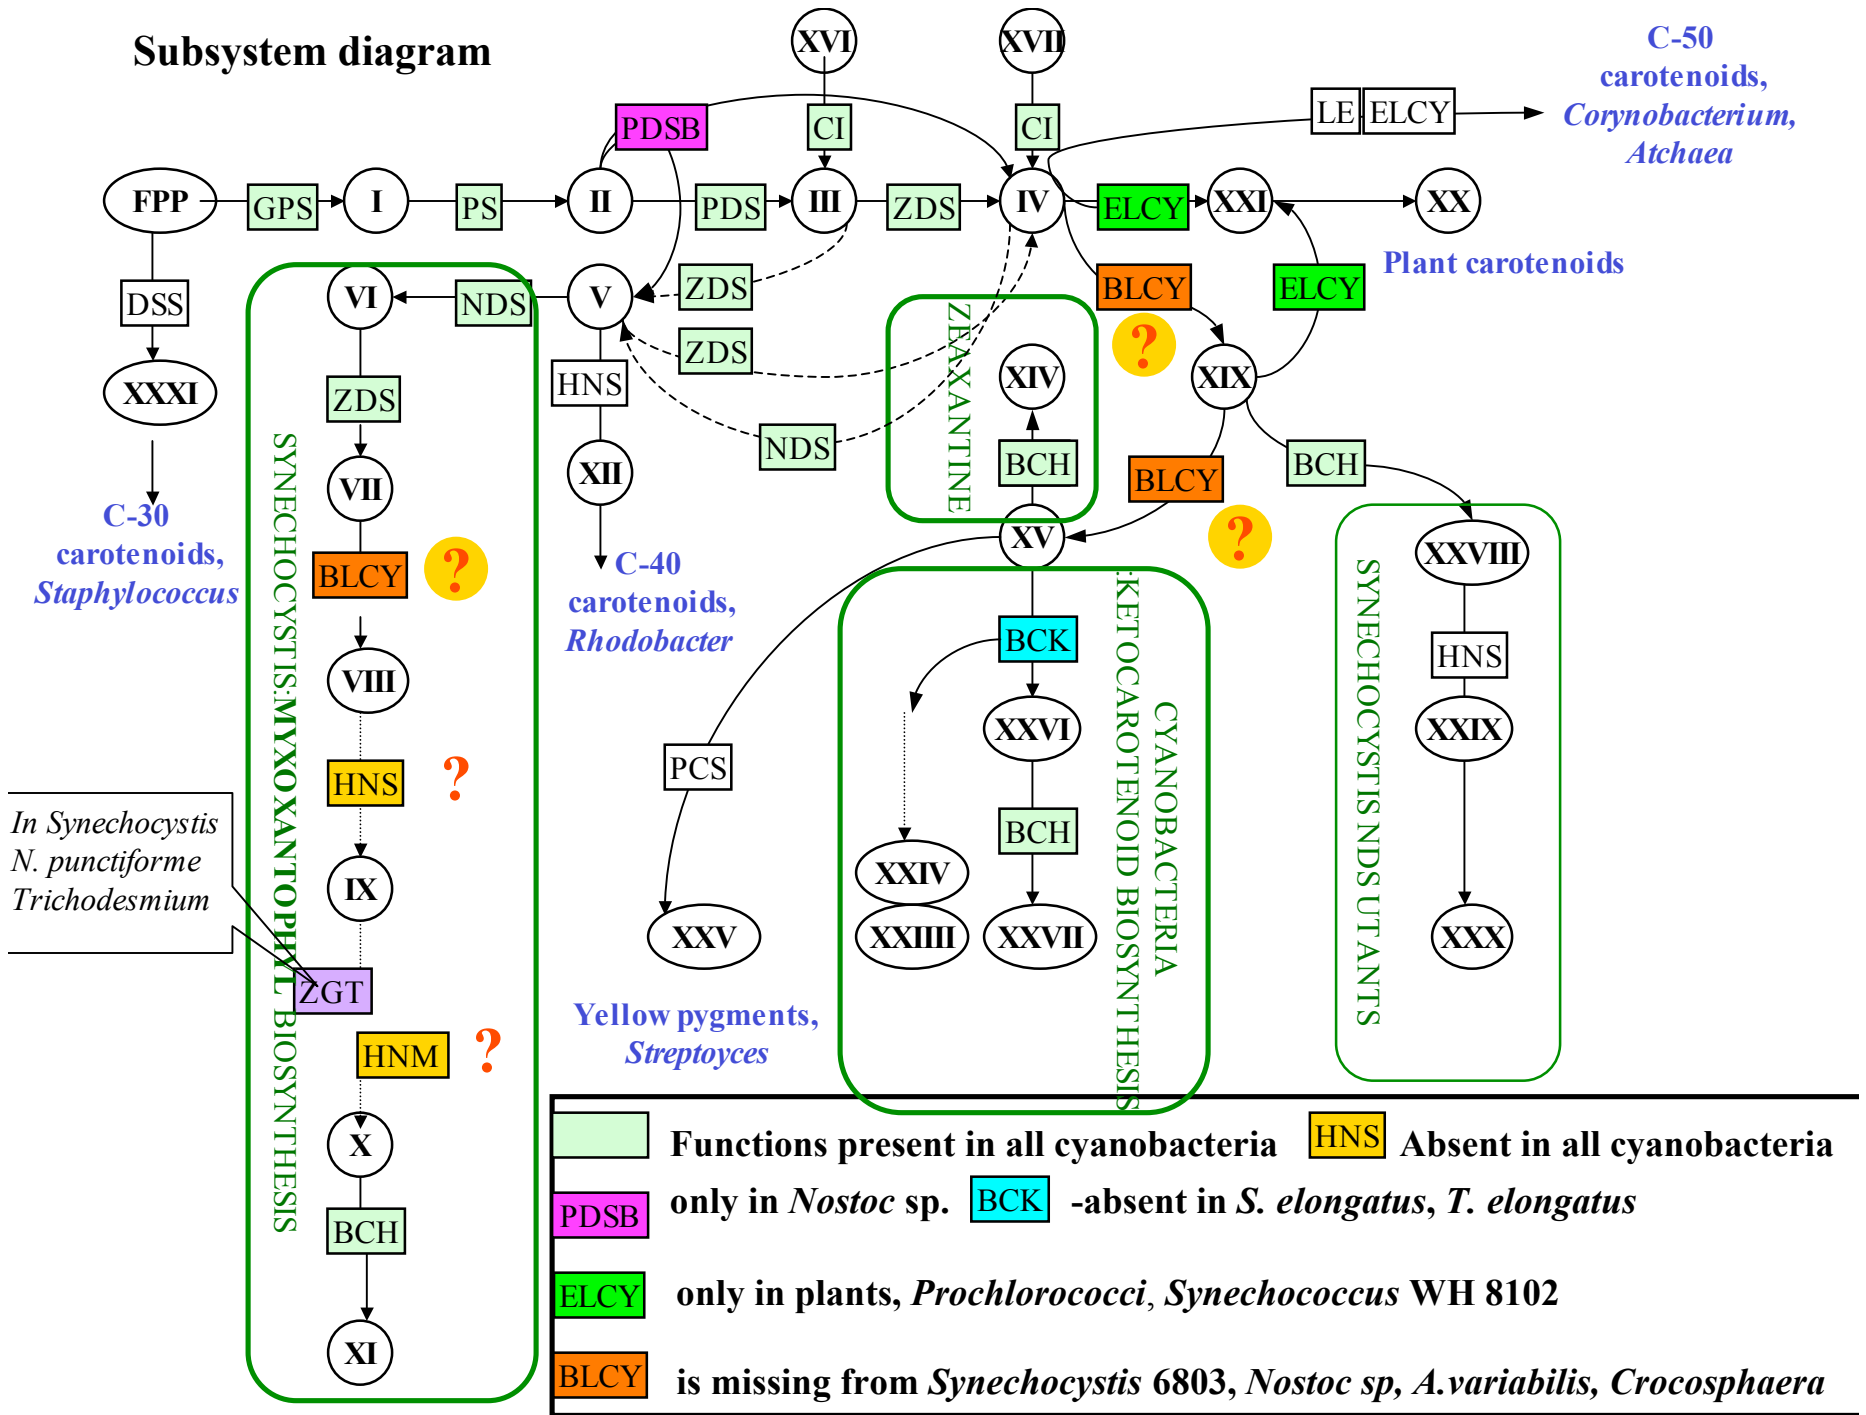 Subsystem diagram
XVI
XVII
C-50
carotenoids,
Corynobacterium,
Atchaea
PDSB
CI
CI
LE
ELCY
FPP
GPS
I
PS
II
PDS
III
ZDS
IV
ELCY
XXI
XX
Plant carotenoids
DSS
VI
NDS
V
ZDS
BLCY
?
ELCY
ZDS
XXXI
ZDS
HNS
XIV
XIX
ZEAXANTINE
NDS
BCH
BLCY
BCH
VII
XII
C-30
carotenoids,
Staphylococcus
XV
?
XXVIII
BLCY
?
C-40
carotenoids,
Rhodobacter
BCK
HNS
VIII
XXVI
XXIX
PCS
HNS
?
BCH
In Synechocystis
N. punctiforme
Trichodesmium
IX
XXIV
XXV
XXIIII
XXVII
XXX
ZGT
SYNECHOCYSTIS:MYXOXANTOPHYL BIOSYNTHESIS
CYANOBACTERIA
:KETOCAROTENOID BIOSYNTHESIS
SYNECHOCYSTIS NDS UTANTS
Yellow pygments,
Streptoyces
HNM
?
X
BCH
XI
Functions present in all cyanobacteria
HNS Absent in all cyanobacteria
PDSB only in Nostoc sp.
BCK -absent in S. elongatus, T. elongatus
ELCY only in plants, Prochlorococci, Synechococcus WH 8102
BLCY is missing from Synechocystis 6803, Nostoc sp, A.variabilis, Crocosphaera